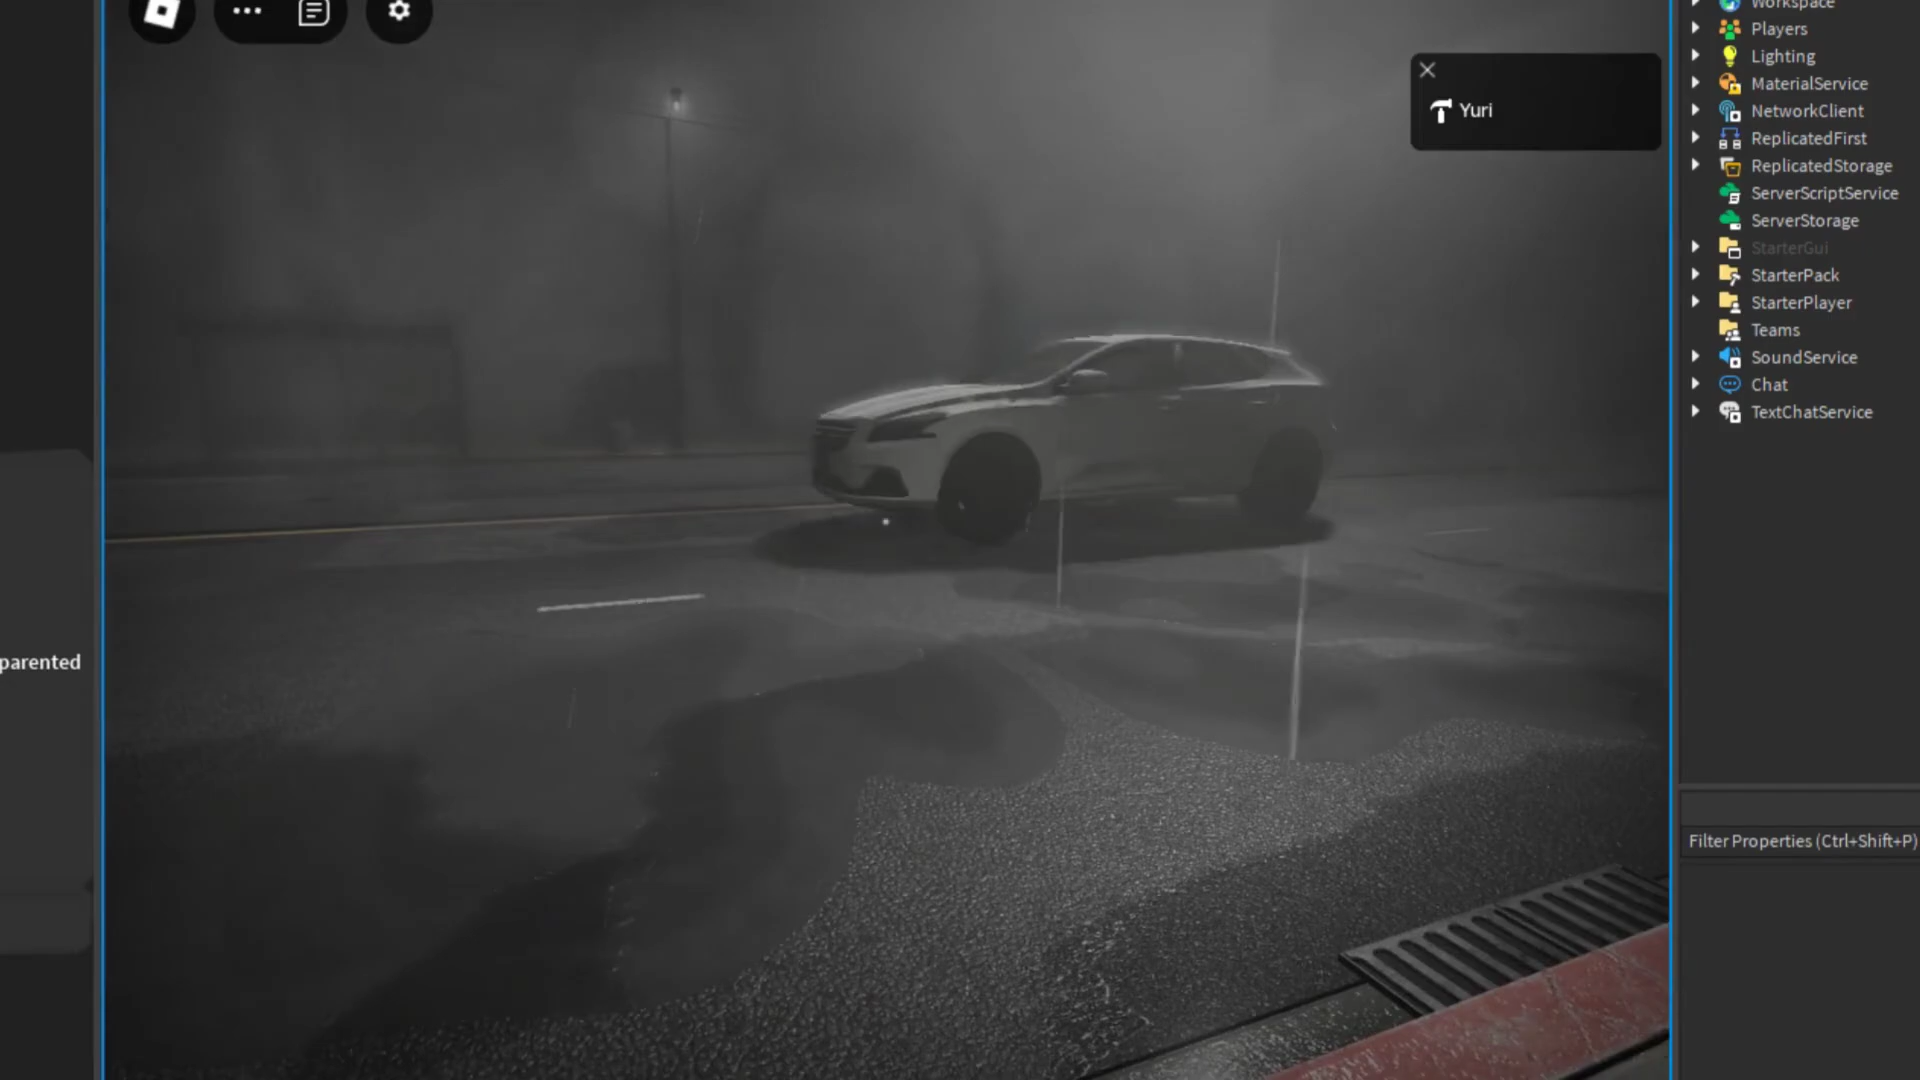 Yuri
parented
Workspace
Players
Lighting
MaterialService
NetworkClient
ReplicatedFirst
ReplicatedStorage
ServerScriptService
ServerStorage
StarterGui
StarterPack
StarterPlayer
Teams
SoundService
Chat
TextChatService
Filter Properties (Ctrl+Shift+P)